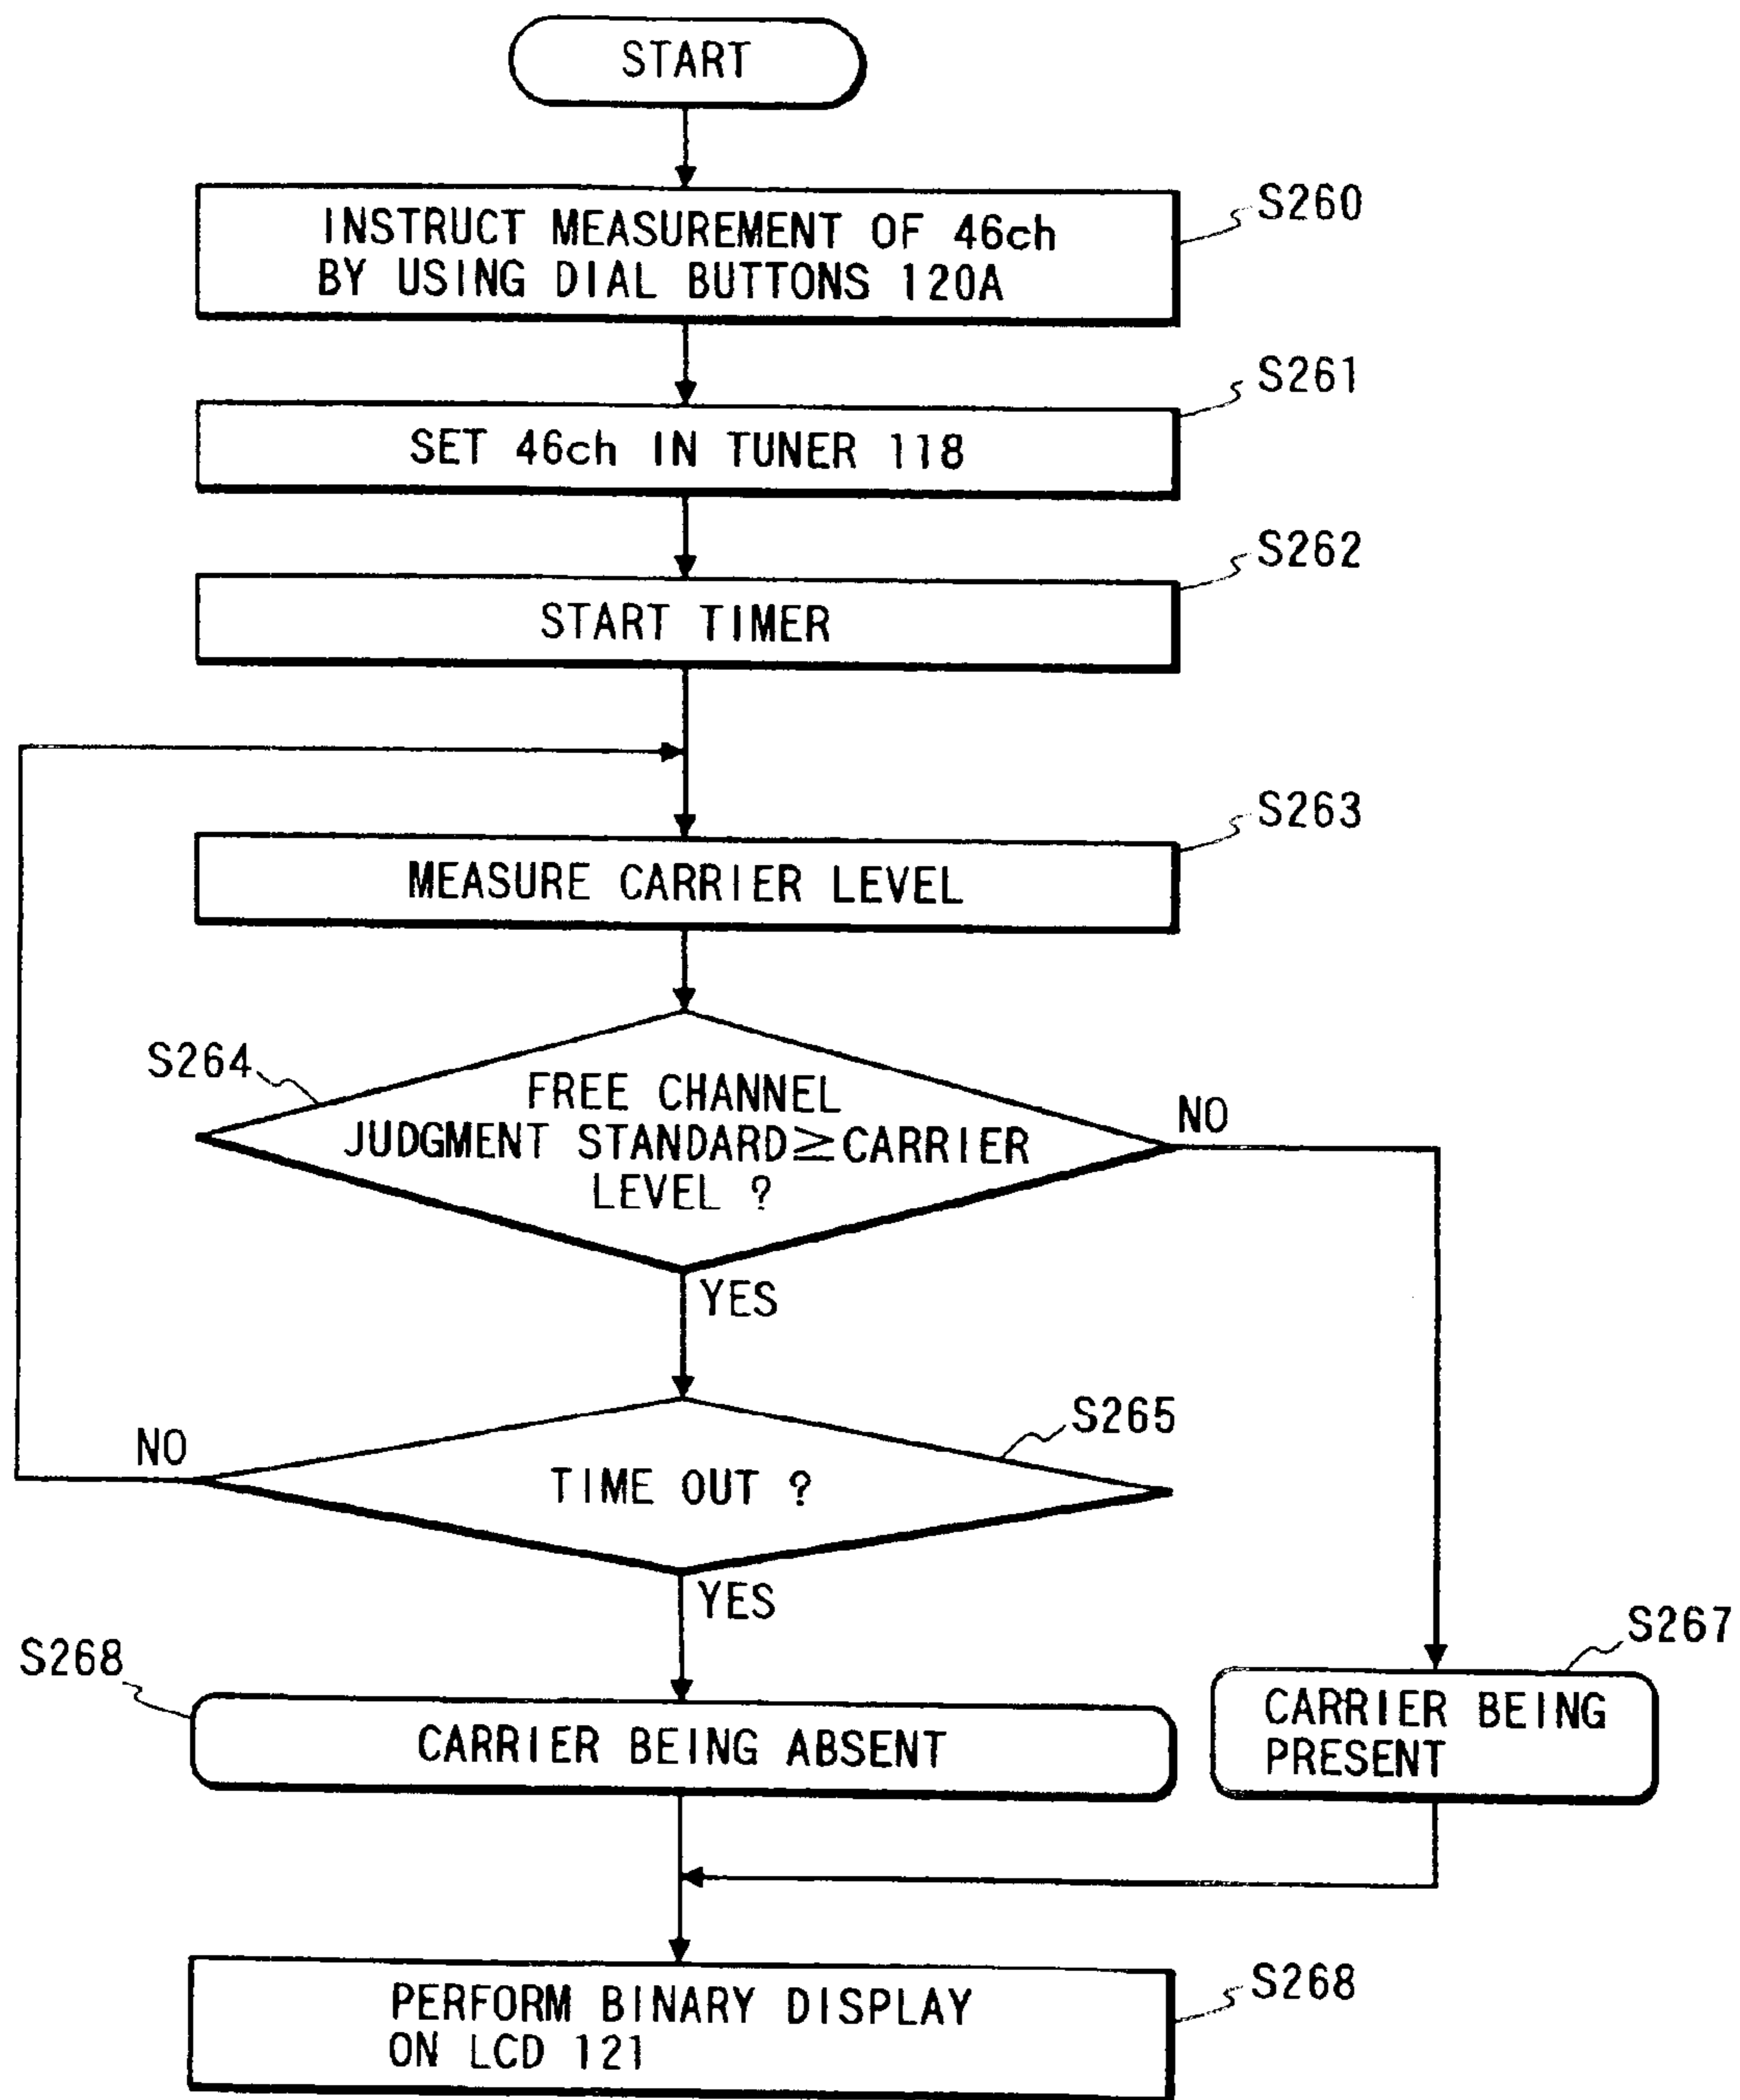 START
INSTRUCT MEASUREMENT OF 46ch
BY USING DIAL BUTTONS 120A
S260
SET 46ch IN TUNER 118
S261
START TIMER
S262
MEASURE CARRIER LEVEL
S263
S264
FREE CHANNEL
JUDGMENT STANDARD≧CARRIER
LEVEL ?
NO
YES
S265
NO
TIME OUT ?
YES
S268
CARRIER BEING ABSENT
S267
CARRIER BEING
PRESENT
PERFORM BINARY DISPLAY
ON LCD 121
S268